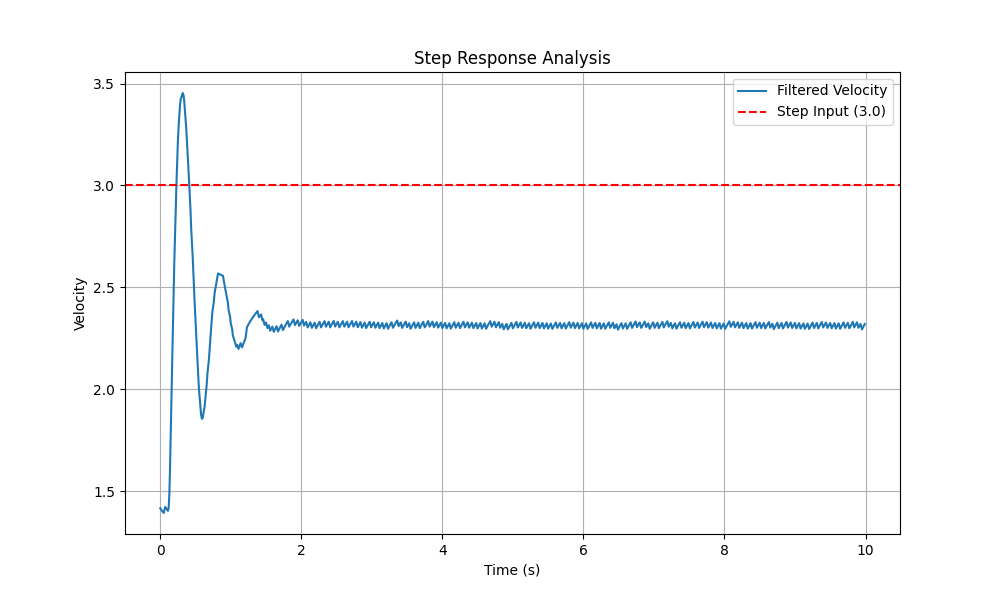 Step Response Analysis
Filtered Velocity
Step Input (3.0)
3.5
3.0
2.5
2.0
1.5
Velocity
0
2
4
6
8
10
Time (s)